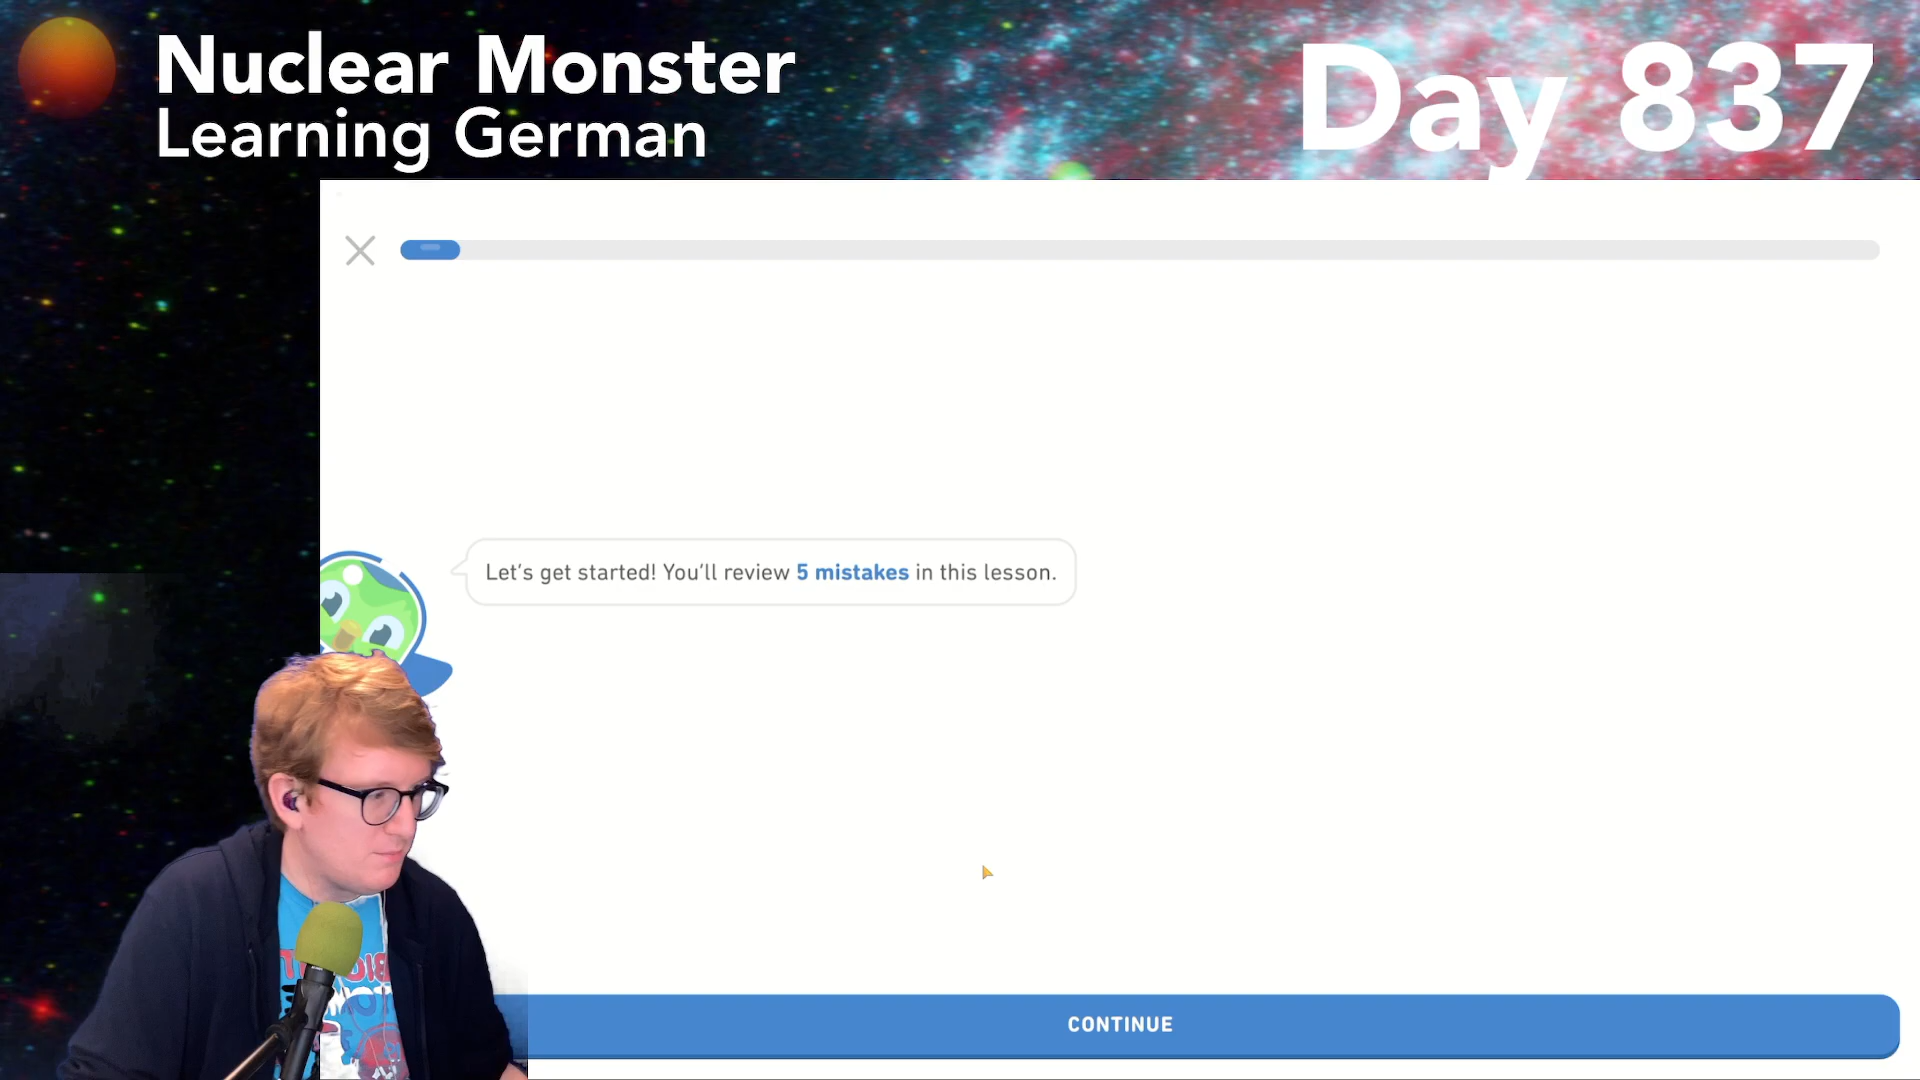 Nuclear Monster
Learning German
Day 837
Let's get started! You'll review 5 mistakes in this lesson.
CONTINUE